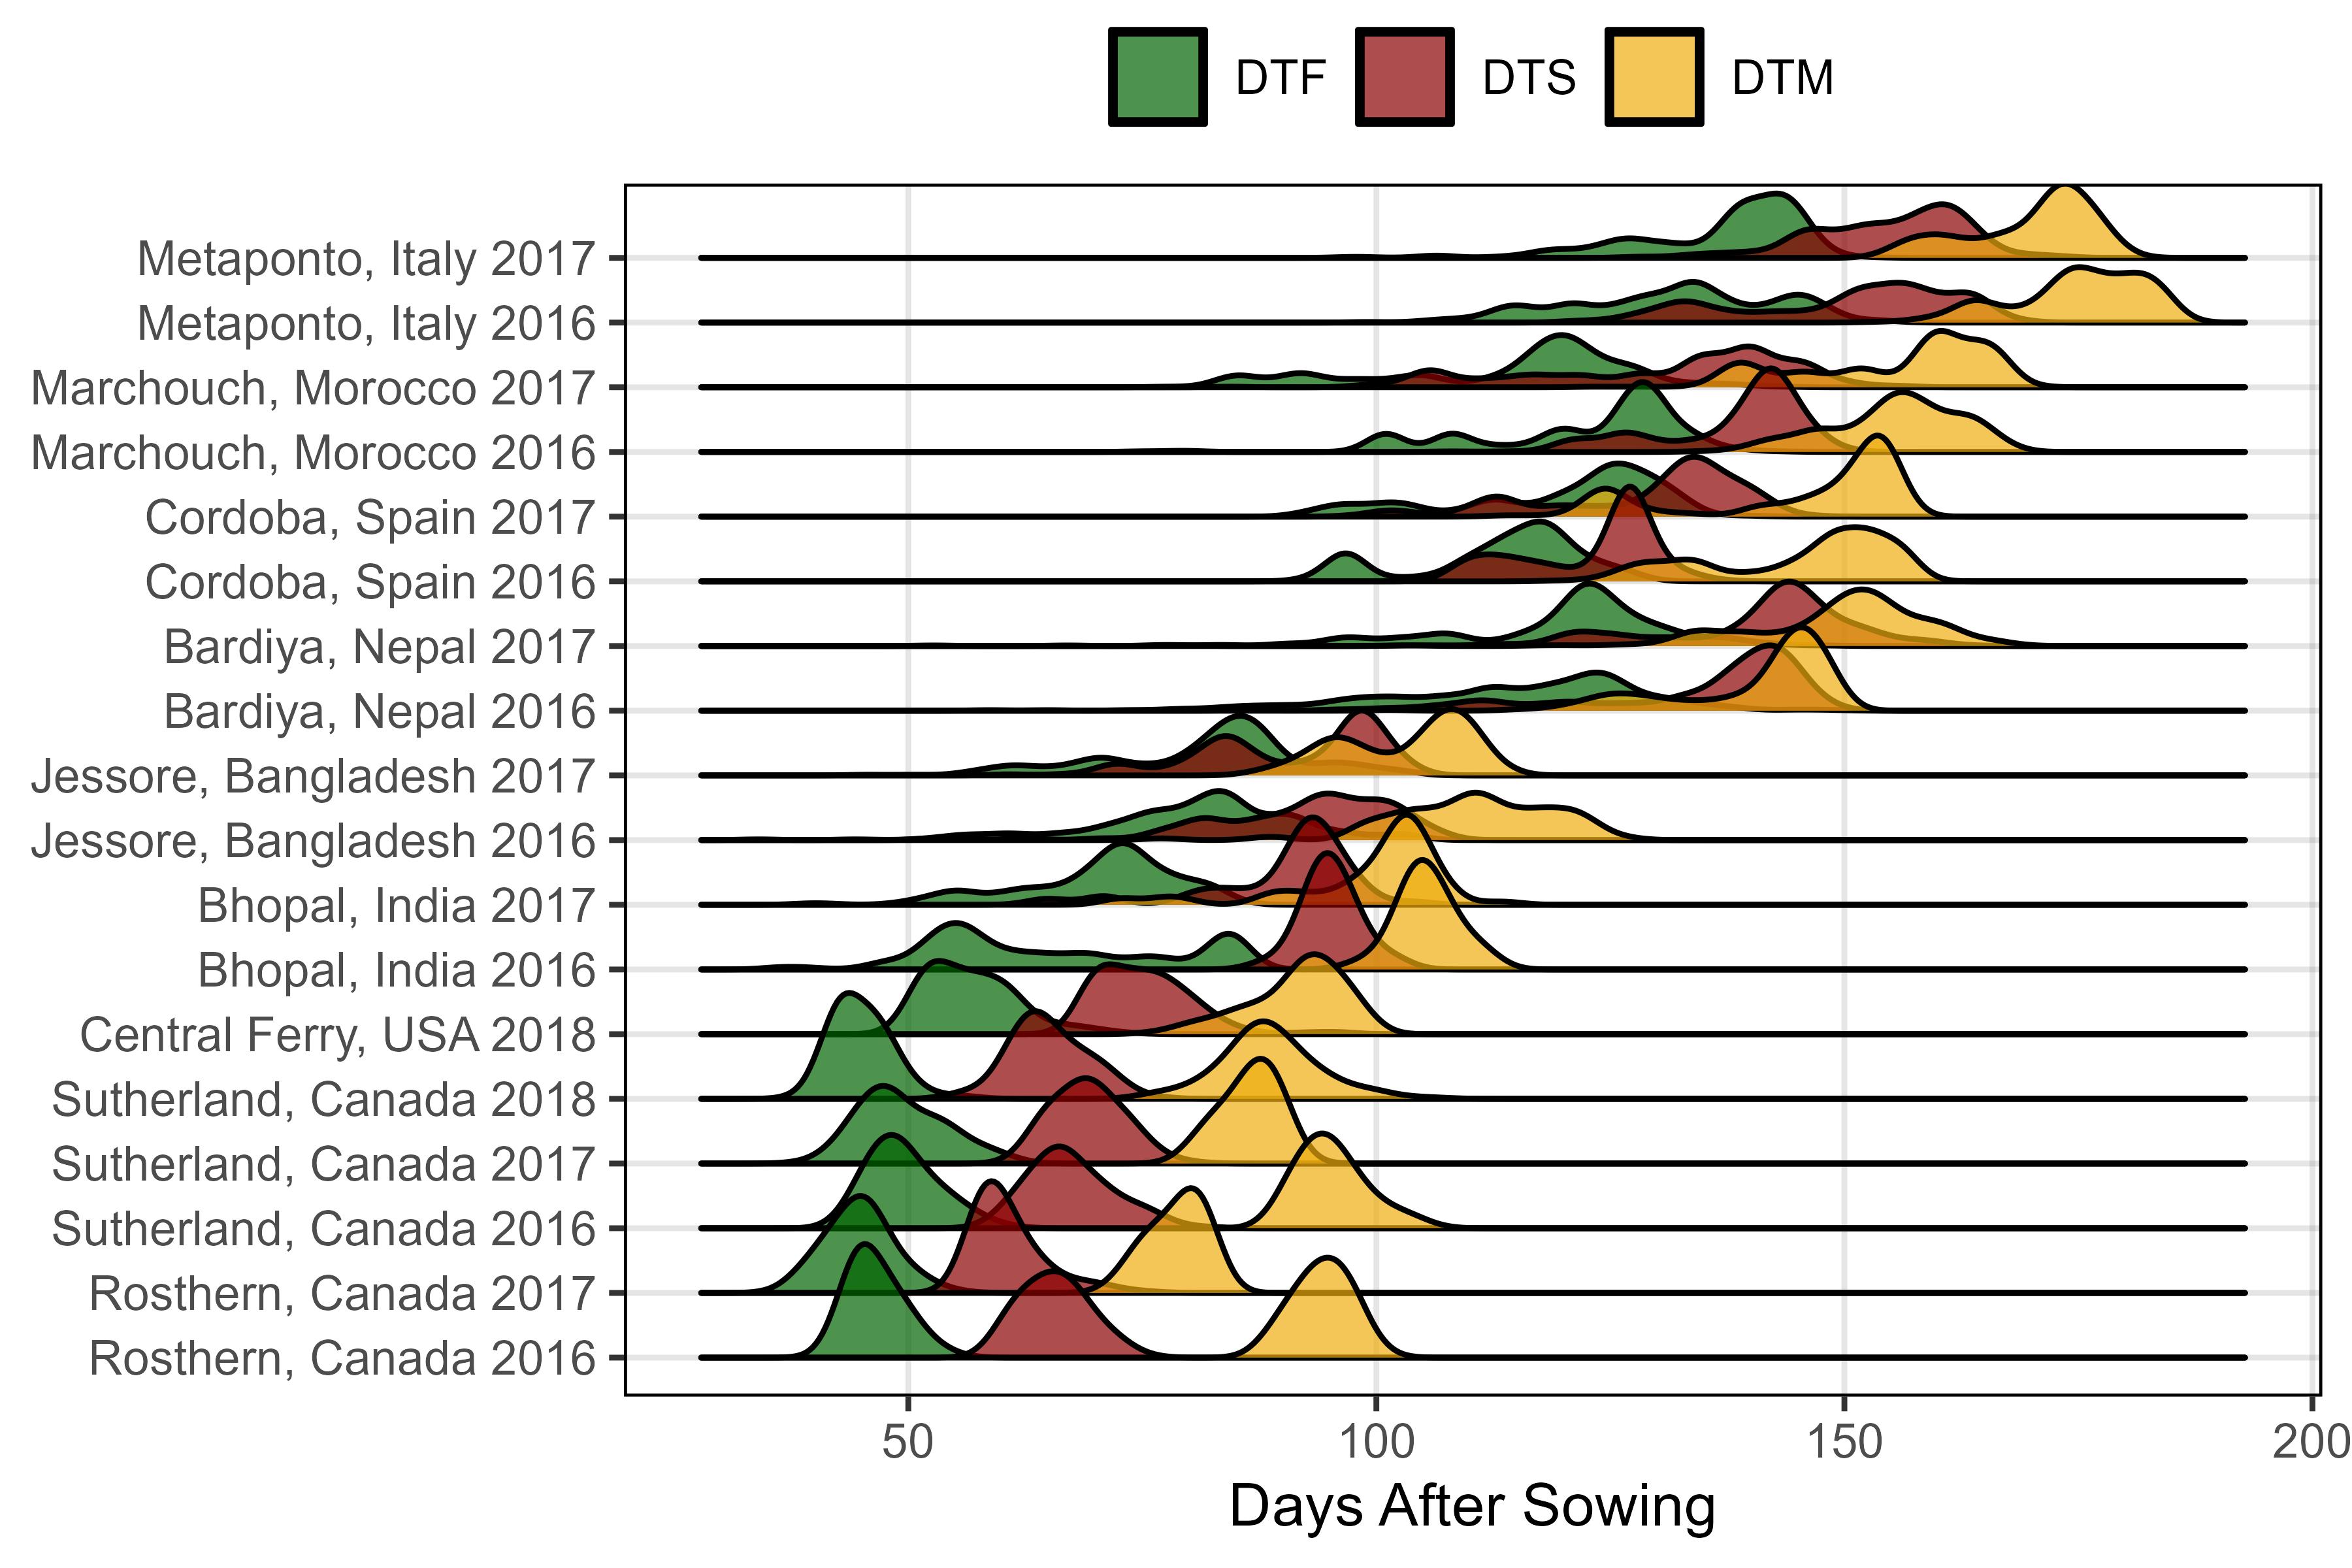 DTF DTS DTM
Metaponto, Italy 2017
Metaponto, Italy 2016
Marchouch, Morocco 2017
Marchouch, Morocco 2016
Cordoba, Spain 2017
Cordoba, Spain 2016
Bardiya, Nepal 2017
Bardiya, Nepal 2016
Jessore, Bangladesh 2017
Jessore, Bangladesh 2016
Bhopal, India 2017
Bhopal, India 2016
Central Ferry, USA 2018
Sutherland, Canada 2018
Sutherland, Canada 2017
Sutherland, Canada 2016
Rosthern, Canada 2017
Rosthern, Canada 2016
50 100 150 200
Days After Sowing